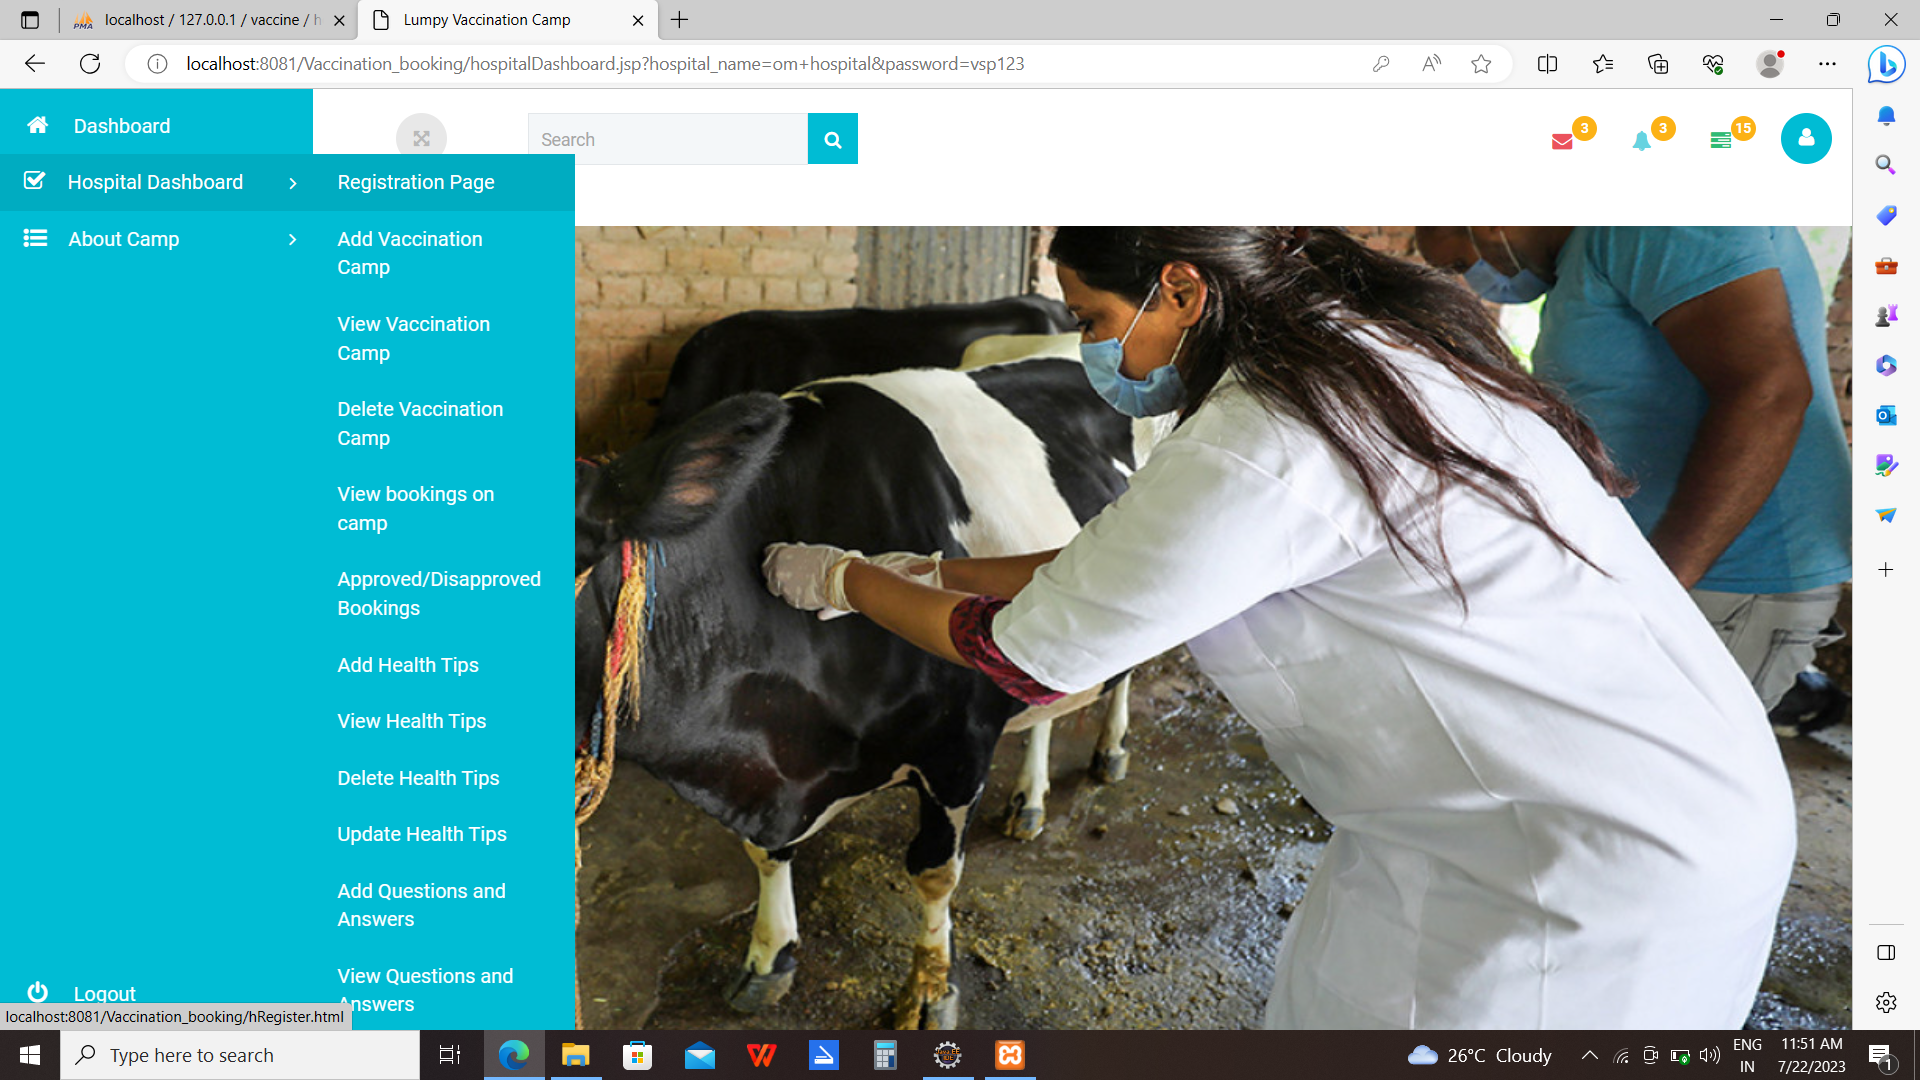 localhost / 127.0.0.1 / vaccine / h
Lumpy Vaccination Camp
localhost:8081/Vaccination_booking/hospitalDashboard.jsp?hospital_name=om+hospital&password=vsp123
Dashboard
Search
3
3
15
Hospital Dashboard
Registration Page
About Camp
Add Vaccination
Camp
View Vaccination
Camp
Delete Vaccination
Camp
View bookings on
camp
Approved/Disapproved
Bookings
Add Health Tips
View Health Tips
Delete Health Tips
Update Health Tips
Add Questions and
Answers
View Questions and
Answers
Logout
localhost:8081/Vaccination_booking/hRegister.html
Type here to search
26°C Cloudy
ENG
IN
11:51 AM
7/22/2023
1